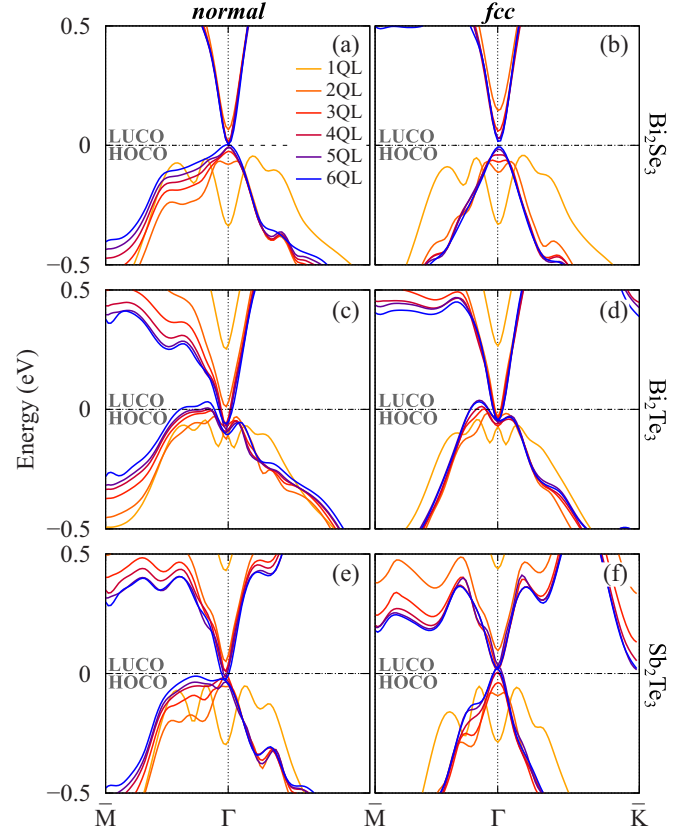 normal fcc
0.5 (a) (b)
1QL
2QL
3QL
4QL
5QL
6QL
LUCO LUCO
0
HOCO HOCO
Bi2Se3
−0.5
0.5 (c) (d)
LUCO LUCO
0
HOCO HOCO
Bi2Te3
Energy (eV)
−0.5
0.5 (e) (f)
LUCO LUCO
0
HOCO HOCO
Sb2Te3
−0.5
M̄ Γ M̄ Γ K̄